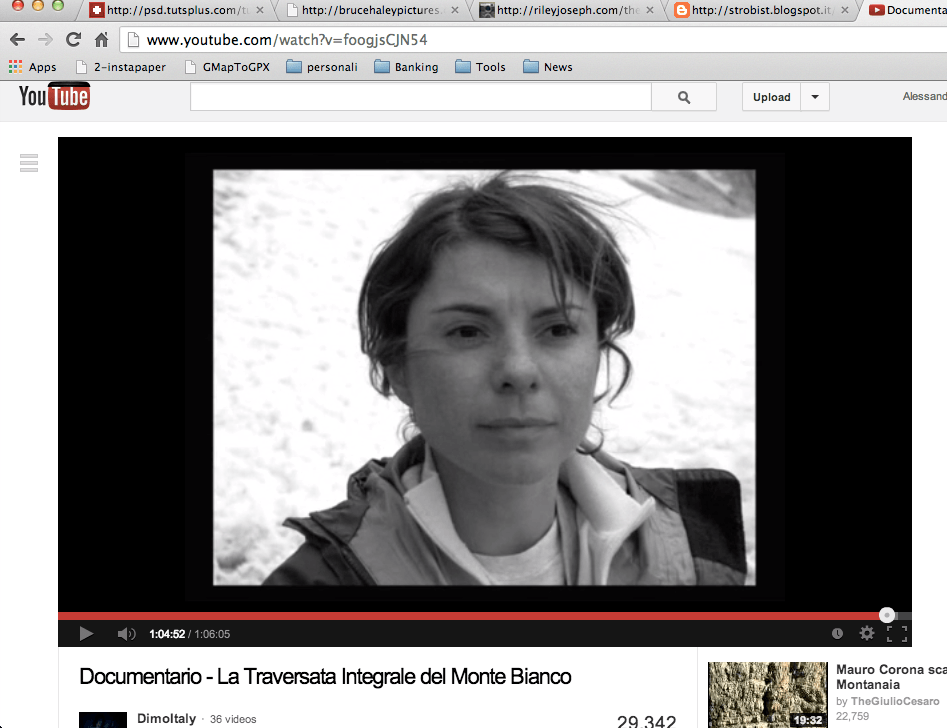 http://psd.tutsplus.com/tu
http://brucehaleypictures.
http://rileyjoseph.com/the
http://strobist.blogspot.it/
Documenta
www.youtube.com/watch?v=foogjsCJN54
Apps 2-instapaper GMapToGPX personali Banking Tools News
YouTube Upload Alessand
1:04:52 / 1:06:05
Documentario - La Traversata Integrale del Monte Bianco
DimoItaly · 36 videos
29,342
19:32
Mauro Corona sca
Montanaia
by TheGiulioCesaro
22,759